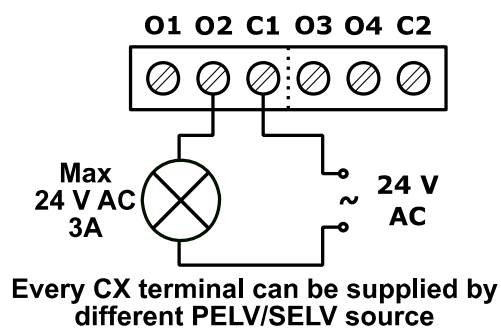 O1 O2 C1 O3 O4 C2
Max
24 V AC
3A
~
24 V
AC
Every CX terminal can be supplied by
different PELV/SELV source